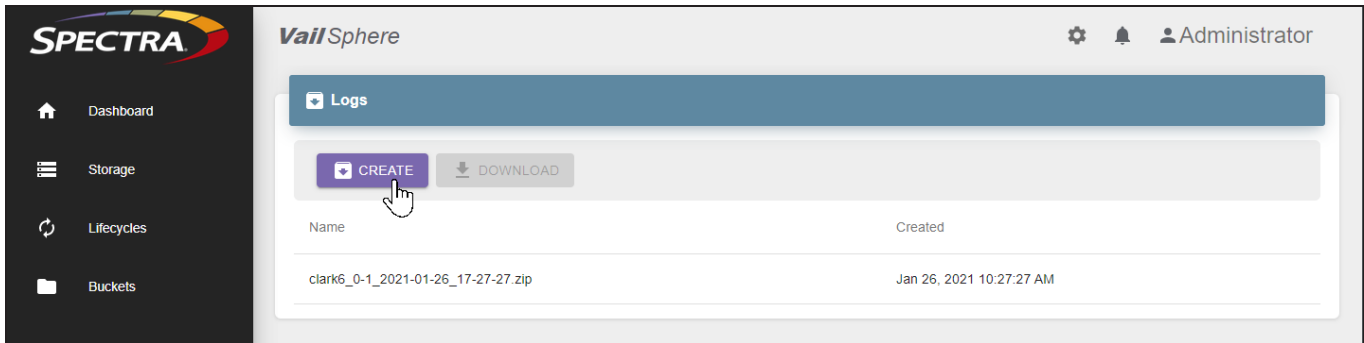 SPECTRA
Vail Sphere
Administrator
Dashboard
Storage
Lifecycles
Buckets
Logs
CREATE
DOWNLOAD
Name Created
clark6_0-1_2021-01-26_17-27-27.zip Jan 26, 2021 10:27:27 AM